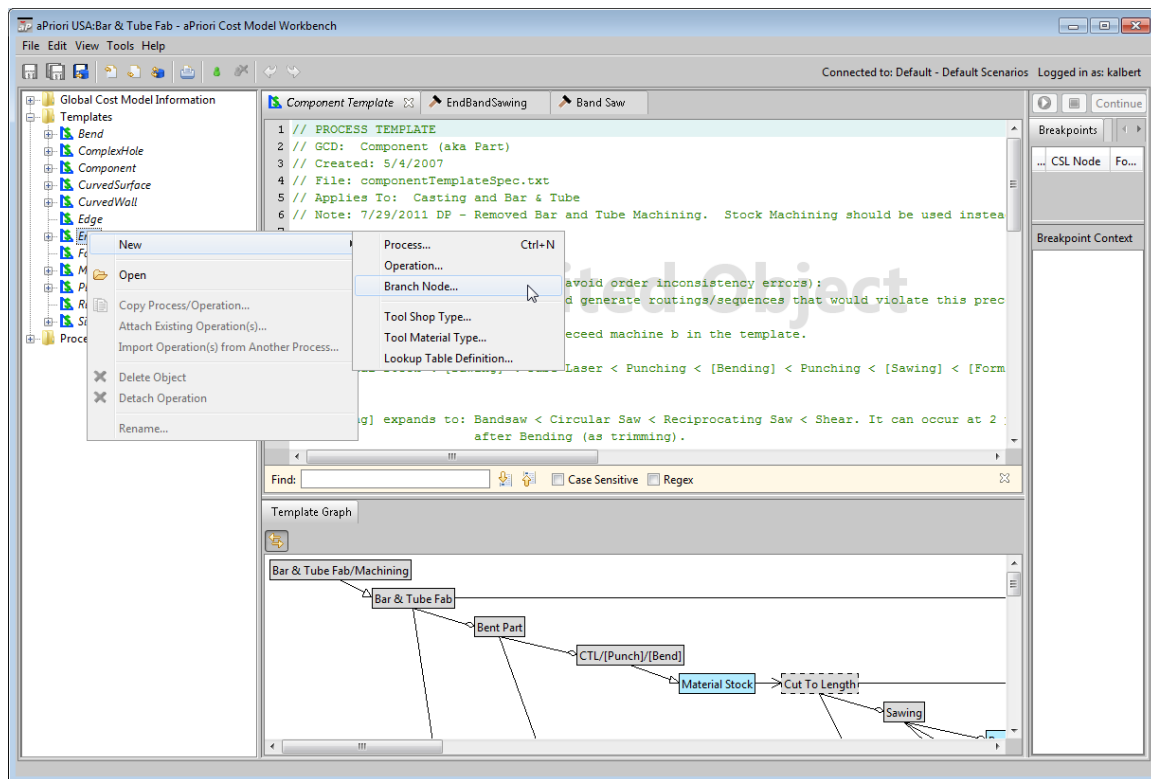 aPriori USA:Bar & Tube Fab - aPriori Cost Model Workbench
File Edit View Tools Help
Connected to: Default - Default Scenarios Logged in as: kalbert
Global Cost Model Information
Templates
Bend
ComplexHole
Component
CurvedSurface
CurvedWall
Edge
New
Open
Copy Process/Operation...
Attach Existing Operation(s)...
Import Operation(s) from Another Process...
Delete Object
Detach Operation
Rename...
Process... Ctrl+N
Operation...
Branch Node...
Tool Shop Type...
Tool Material Type...
Lookup Table Definition...
Component Template EndBandSawing Band Saw
1 // PROCESS TEMPLATE
2 // GCD: Component (aka Part)
3 // Created: 5/4/2007
4 // File: componentTemplateSpec.txt
5 // Applies To: Casting and Bar & Tube
6 // Note: 7/29/2011 DP - Removed Bar and Tube Machining. Stock Machining should be used instea
Object
avoid order inconsistency errors):
generate routings/sequences that would violate this prec
receed machine b in the template.
Laser < Punching < [Bending] < Punching < [Sawing] < [Form
expands to: Bandsaw < Circular Saw < Reciprocating Saw < Shear. It can occur at 2
after Bending (as trimming).
Find: Case Sensitive Regex
Continue
Breakpoints
... CSL Node Fo...
Breakpoint Context
Template Graph
Bar & Tube Fab/Machining
Bar & Tube Fab
Bent Part
CTL/[Punch]/[Bend]
Material Stock Cut To Length
Sawing